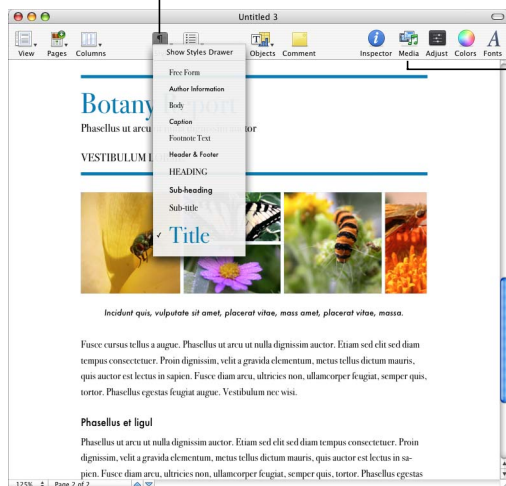 Untitled 3
View Pages Columns Objects Comment Inspector Media Adjust Colors Fonts
Show Styles Drawer
Free Form
Author Information
Body
Caption
Footnote Text
Header & Footer
HEADING
Sub-heading
Sub-title
✓ Title
Botany Report
Phasellus ut arcu tor
VESTIBULUM
Incidunt quis, vulputate sit amet, placerat vitae, mass amet, placerat vitae, massa.
Fusce cursus tellus a augue. Phasellus ut arcu ut nulla dignissim auctor. Etiam sed elit sed diam
tempus consectetuer. Proin dignissim, velit a gravida elementum, metus tellus dictum mauris,
quis auctor est lectus in sapien. Fusce diam arcu, ultricies non, ullamcorper feugiat, semper quis,
tortor. Phasellus egestas feugiat augue. Vestibulum nec wisi.
Phasellus et ligul
Phasellus ut arcu ut nulla dignissim auctor. Etiam sed elit sed diam tempus consectetuer. Proin
dignissim, velit a gravida elementum, metus tellus dictum mauris, quis auctor est lectus in sa-
pien. Fusce diam arcu, ultricies non, ullamcorper feugiat, semper quis, tortor. Phasellus egestas
125% Page 2 of 2